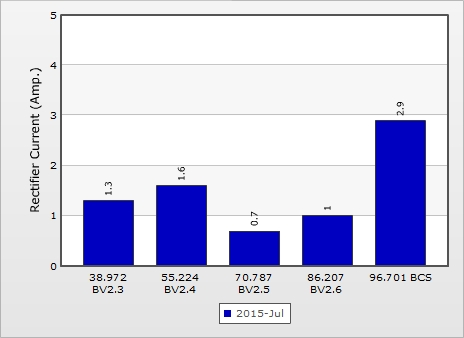 5
4
3
2
1
0
Rectifier Current (Amp.)
1.3
1.6
0.7
1
2.9
38.972 BV2.3
55.224 BV2.4
70.787 BV2.5
86.207 BV2.6
96.701 BCS
2015-Jul